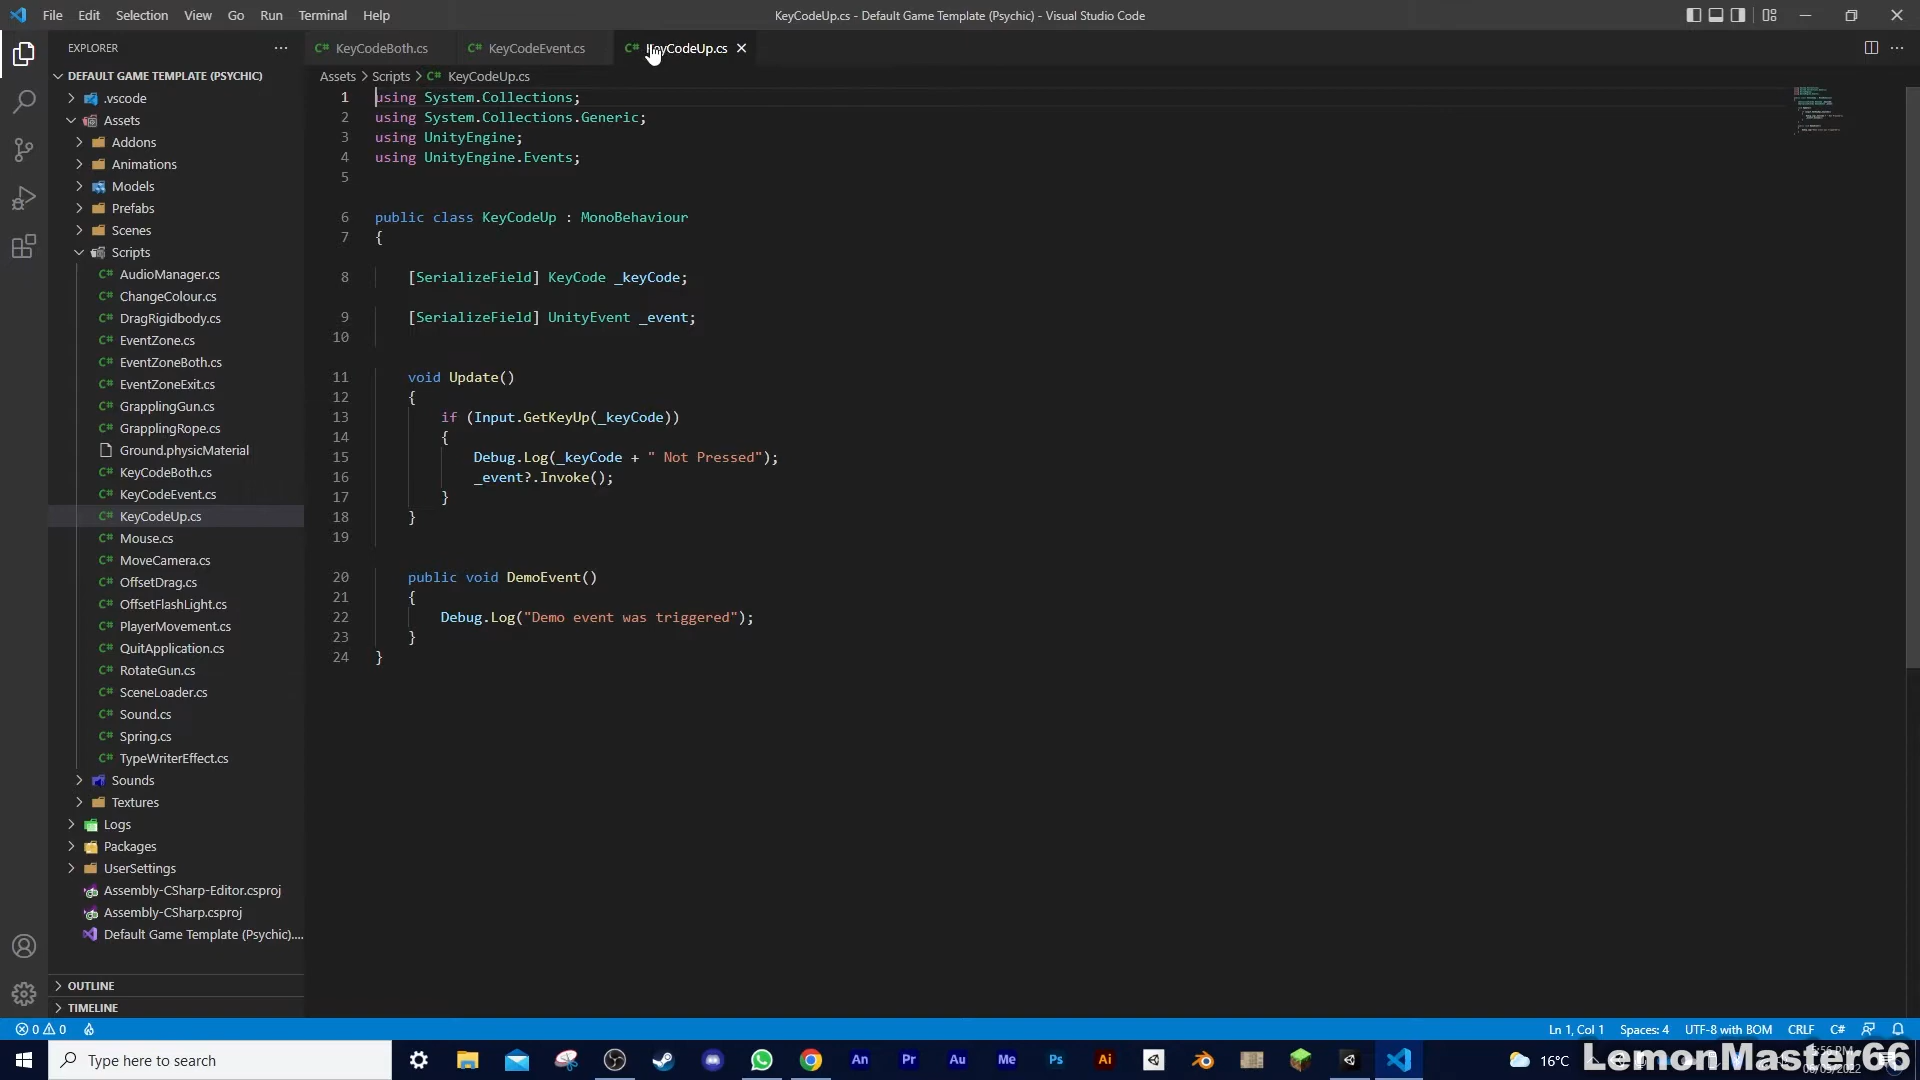 File Edit Selection View Go Run Terminal Help
KeyCodeUp.cs - Default Game Template (Psychic) - Visual Studio Code
EXPLORER
DEFAULT GAME TEMPLATE (PSYCHIC)
.vscode
Assets
Addons
Animations
Models
Prefabs
Scenes
Scripts
C# AudioManager.cs
C# ChangeColour.cs
C# DragRigidbody.cs
C# EventZone.cs
C# EventZoneBoth.cs
C# EventZoneExit.cs
C# GrapplingGun.cs
C# GrapplingRope.cs
Ground.physicMaterial
C# KeyCodeBoth.cs
C# KeyCodeEvent.cs
C# KeyCodeUp.cs
C# Mouse.cs
C# MoveCamera.cs
C# OffsetDrag.cs
C# OffsetFlashLight.cs
C# PlayerMovement.cs
C# QuitApplication.cs
C# RotateGun.cs
C# SceneLoader.cs
C# Sound.cs
C# Spring.cs
C# TypeWriterEffect.cs
Sounds
Textures
Logs
Packages
UserSettings
Assembly-CSharp-Editor.csproj
Assembly-CSharp.csproj
Default Game Template (Psychic)....
OUTLINE
TIMELINE
C# KeyCodeBoth.cs C# KeyCodeEvent.cs C# KeyCodeUp.cs
Assets > Scripts > C# KeyCodeUp.cs
1 using System.Collections;
2 using System.Collections.Generic;
3 using UnityEngine;
4 using UnityEngine.Events;
5
6 public class KeyCodeUp : MonoBehaviour
7 {
8 [SerializeField] KeyCode _keyCode;
9 [SerializeField] UnityEvent _event;
10
11 void Update()
12 {
13 if (Input.GetKeyUp(_keyCode))
14 {
15 Debug.Log(_keyCode + " Not Pressed");
16 _event?.Invoke();
17 }
18 }
19
20 public void DemoEvent()
21 {
22 Debug.Log("Demo event was triggered");
23 }
24 }
0 0
Ln 1, Col 1 Spaces: 4 UTF-8 with BOM CRLF C#
Type here to search
An Pr Au Me Ps Ai
16°C
LemonMaster66